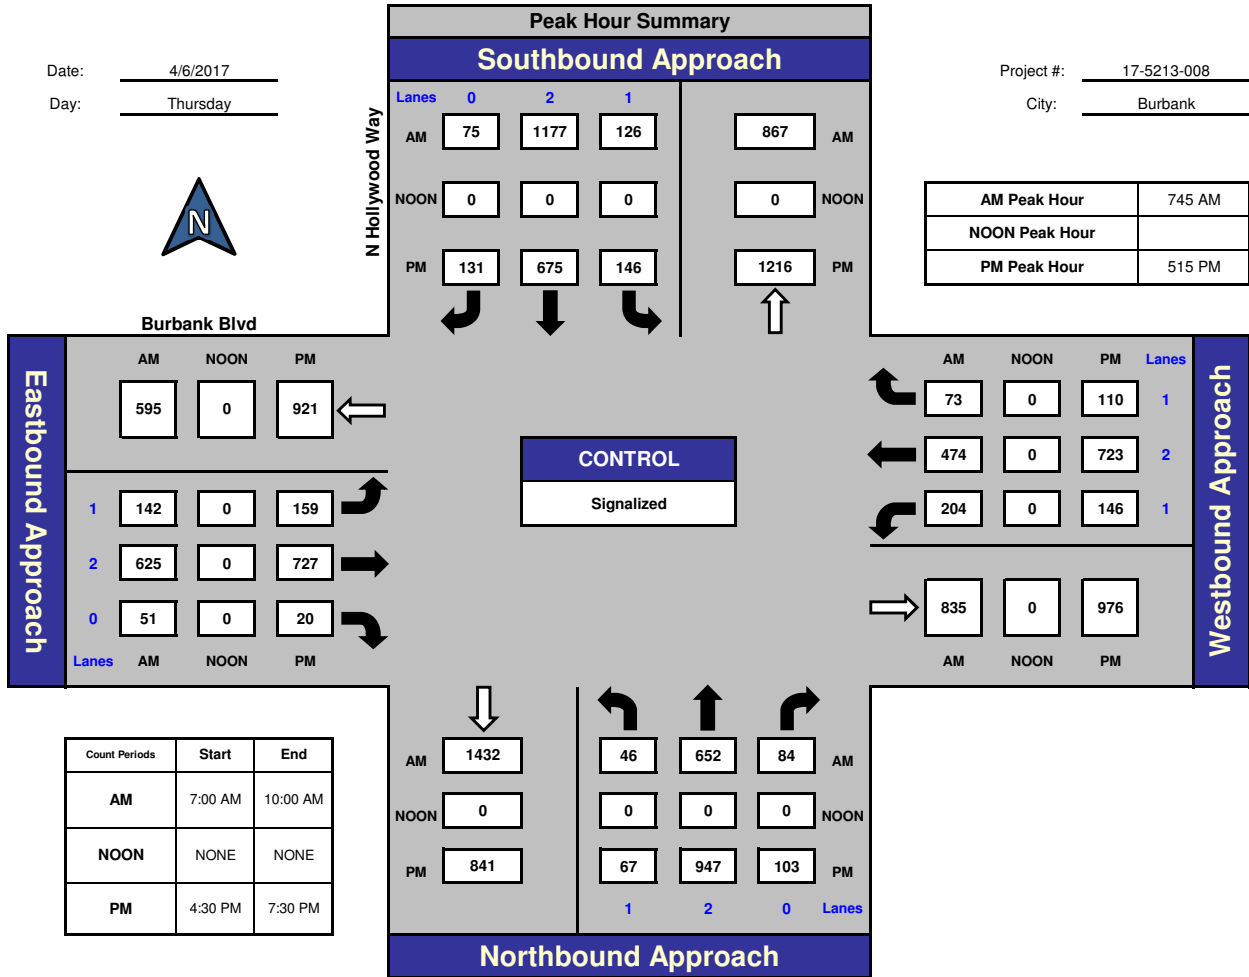 Peak Hour Summary
Southbound Approach
Date: 4/6/2017
Day: Thursday
Project #: 17-5213-008
City: Burbank
N
N Hollywood Way
Lanes 0 2 1
AM 75 1177 126 867 AM
NOON 0 0 0 0 NOON
PM 131 675 146 1216 PM
AM Peak Hour 745 AM
NOON Peak Hour
PM Peak Hour 515 PM
Burbank Blvd
Eastbound Approach
AM NOON PM
595 0 921
1 142 0 159
2 625 0 727
0 51 0 20
Lanes AM NOON PM
CONTROL
Signalized
AM NOON PM Lanes
73 0 110 1
474 0 723 2
204 0 146 1
835 0 976
AM NOON PM
Westbound Approach
Count Periods Start End
AM 7:00 AM 10:00 AM
NOON NONE NONE
PM 4:30 PM 7:30 PM
AM 1432 46 652 84 AM
NOON 0 0 0 0 NOON
PM 841 67 947 103 PM
1 2 0 Lanes
Northbound Approach